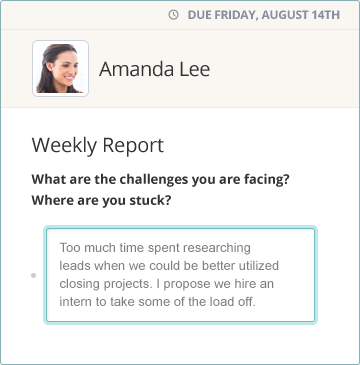 DUE FRIDAY, AUGUST 14TH
Amanda Lee
Weekly Report
What are the challenges you are facing?
Where are you stuck?
Too much time spent researching
leads when we could be better utilized
closing projects. I propose we hire an
intern to take some of the load off.